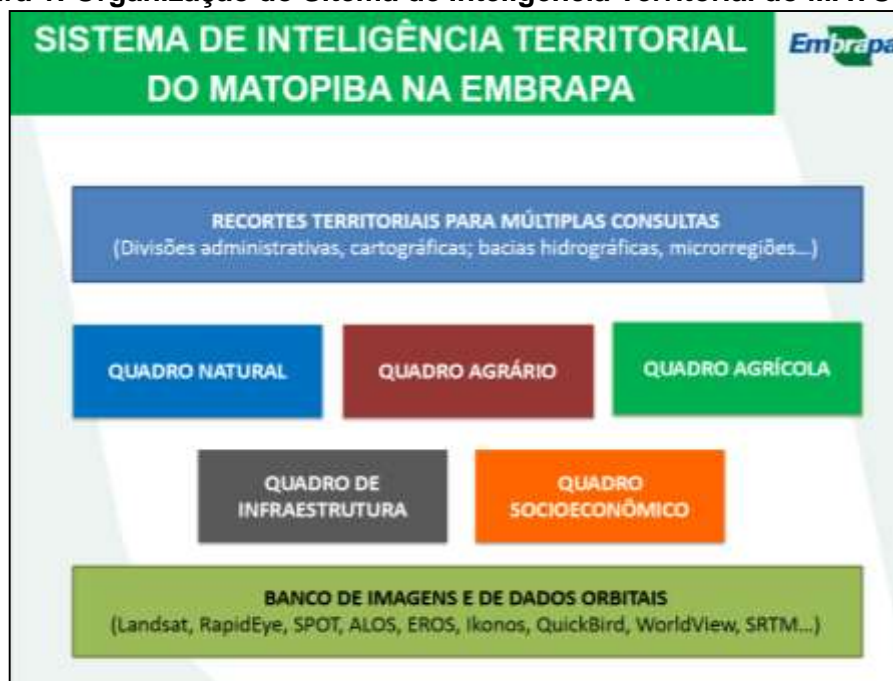 SISTEMA DE INTELIGÊNCIA TERRITORIAL
DO MATOPIBA NA EMBRAPA
Embrapa
RECORTES TERRITORIAIS PARA MÚLTIPLAS CONSULTAS
(Divisões administrativas, cartográficas; bacias hidrográficas, microrregiões...)
QUADRO NATURAL
QUADRO AGRÁRIO
QUADRO AGRÍCOLA
QUADRO DE
INFRAESTRUTURA
QUADRO
SOCIOECONÔMICO
BANCO DE IMAGENS E DE DADOS ORBITAIS
(Landsat, RapidEye, SPOT, ALOS, EROS, Ikonos, QuickBird, WorldView, SRTM...)